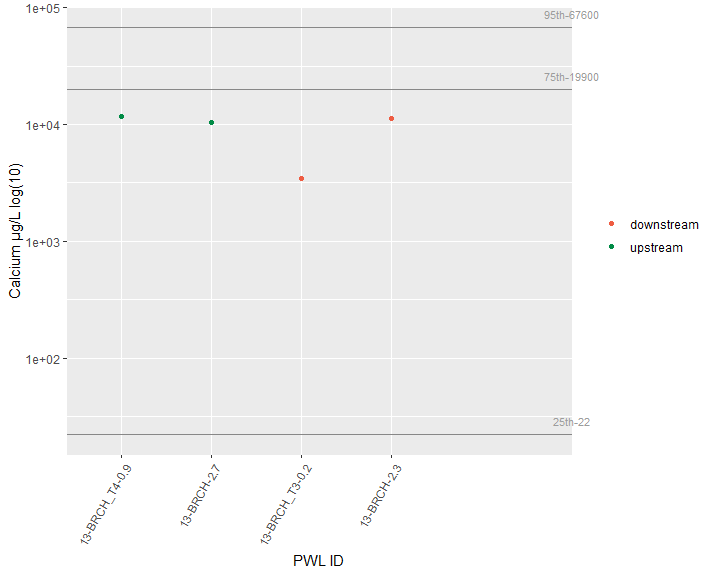 1e+05
1e+04
1e+03
1e+02
Calcium µg/L log(10)
95th-67600
75th-19900
25th-22
downstream
upstream
13-BRCH_T4-0.9
13-BRCH-2.7
13-BRCH_T3-0.2
13-BRCH-2.3
PWL ID